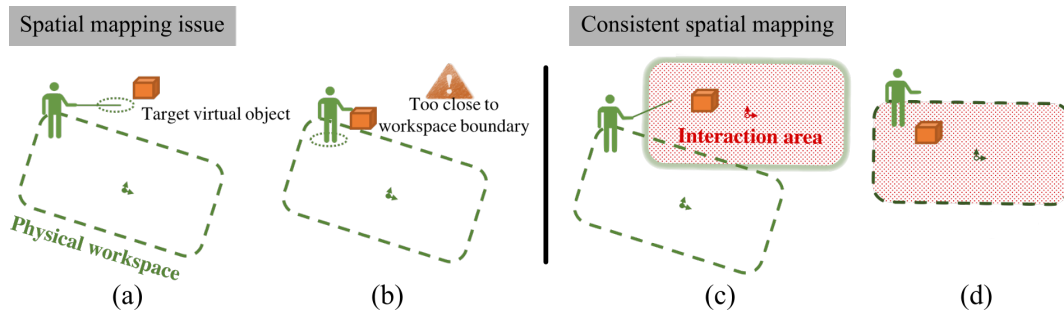 Spatial mapping issue
Consistent spatial mapping
Target virtual object
Too close to
workspace boundary
Interaction area
Physical workspace
(a)
(b)
(c)
(d)